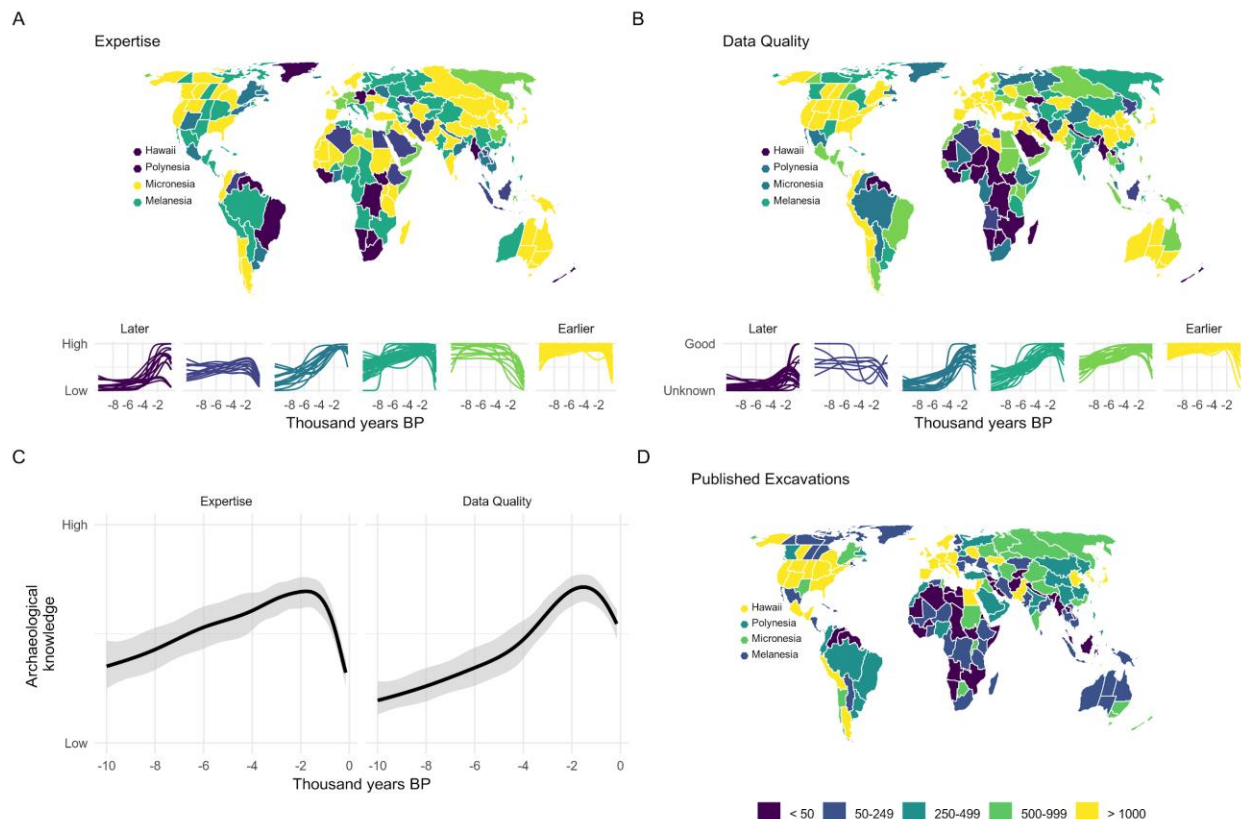 A
Expertise
Hawaii
Polynesia
Micronesia
Melanesia
Later
Earlier
High
Low
-8 -6 -4 -2 -8 -6 -4 -2 -8 -6 -4 -2 -8 -6 -4 -2 -8 -6 -4 -2 -8 -6 -4 -2
Thousand years BP
B
Data Quality
Hawaii
Polynesia
Micronesia
Melanesia
Later
Earlier
Good
Unknown
-8 -6 -4 -2 -8 -6 -4 -2 -8 -6 -4 -2 -8 -6 -4 -2 -8 -6 -4 -2 -8 -6 -4 -2
Thousand years BP
C
Expertise
Data Quality
High
Low
Archaeological
knowledge
-10 -8 -6 -4 -2 0 -10 -8 -6 -4 -2 0
Thousand years BP
D
Published Excavations
Hawaii
Polynesia
Micronesia
Melanesia
< 50 50-249 250-499 500-999 > 1000